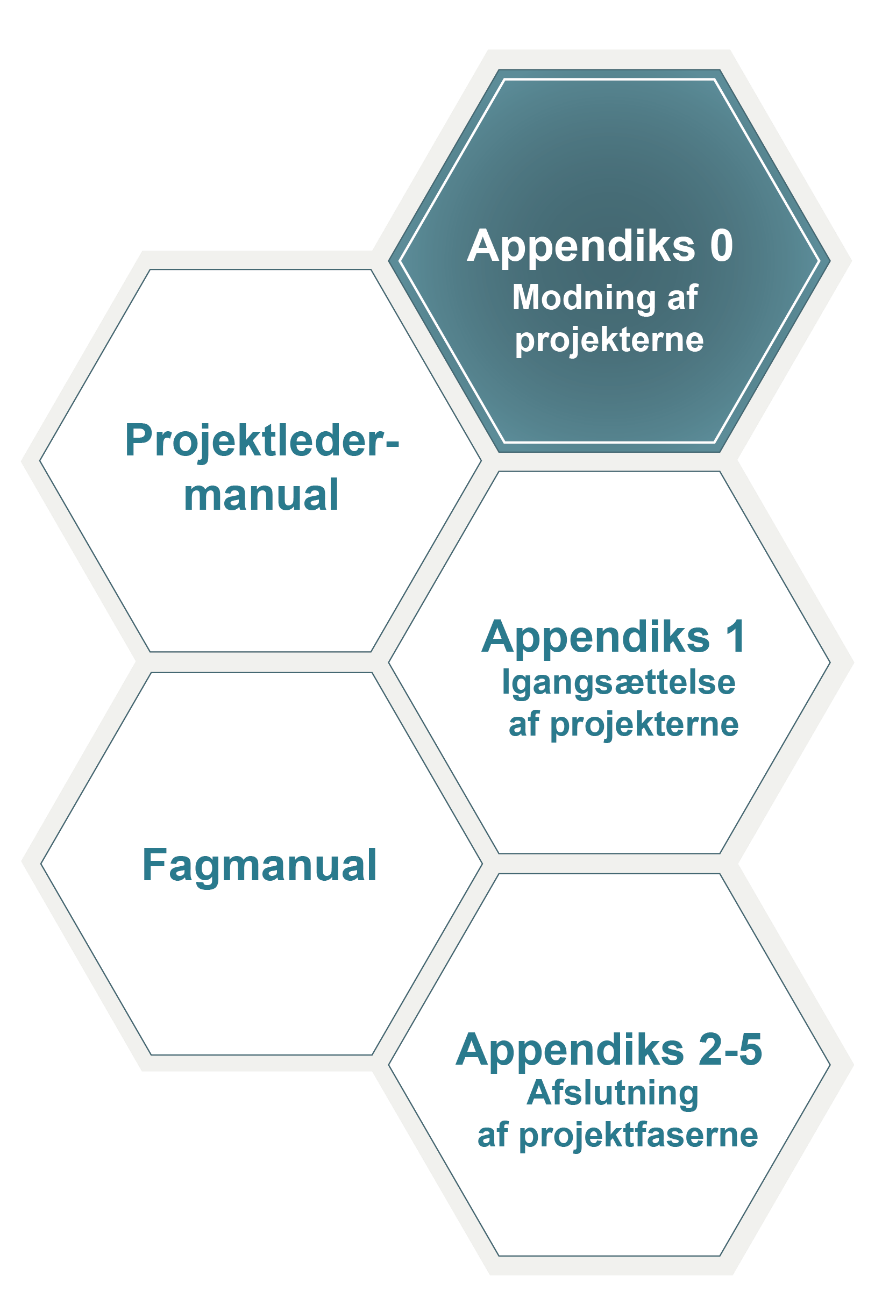 Appendiks 0
Modning af
projekterne
Projektleder-
manual
Appendiks 1
Igangsættelse
af projekterne
Fagmanual
Appendiks 2-5
Afslutning
af projektfaserne